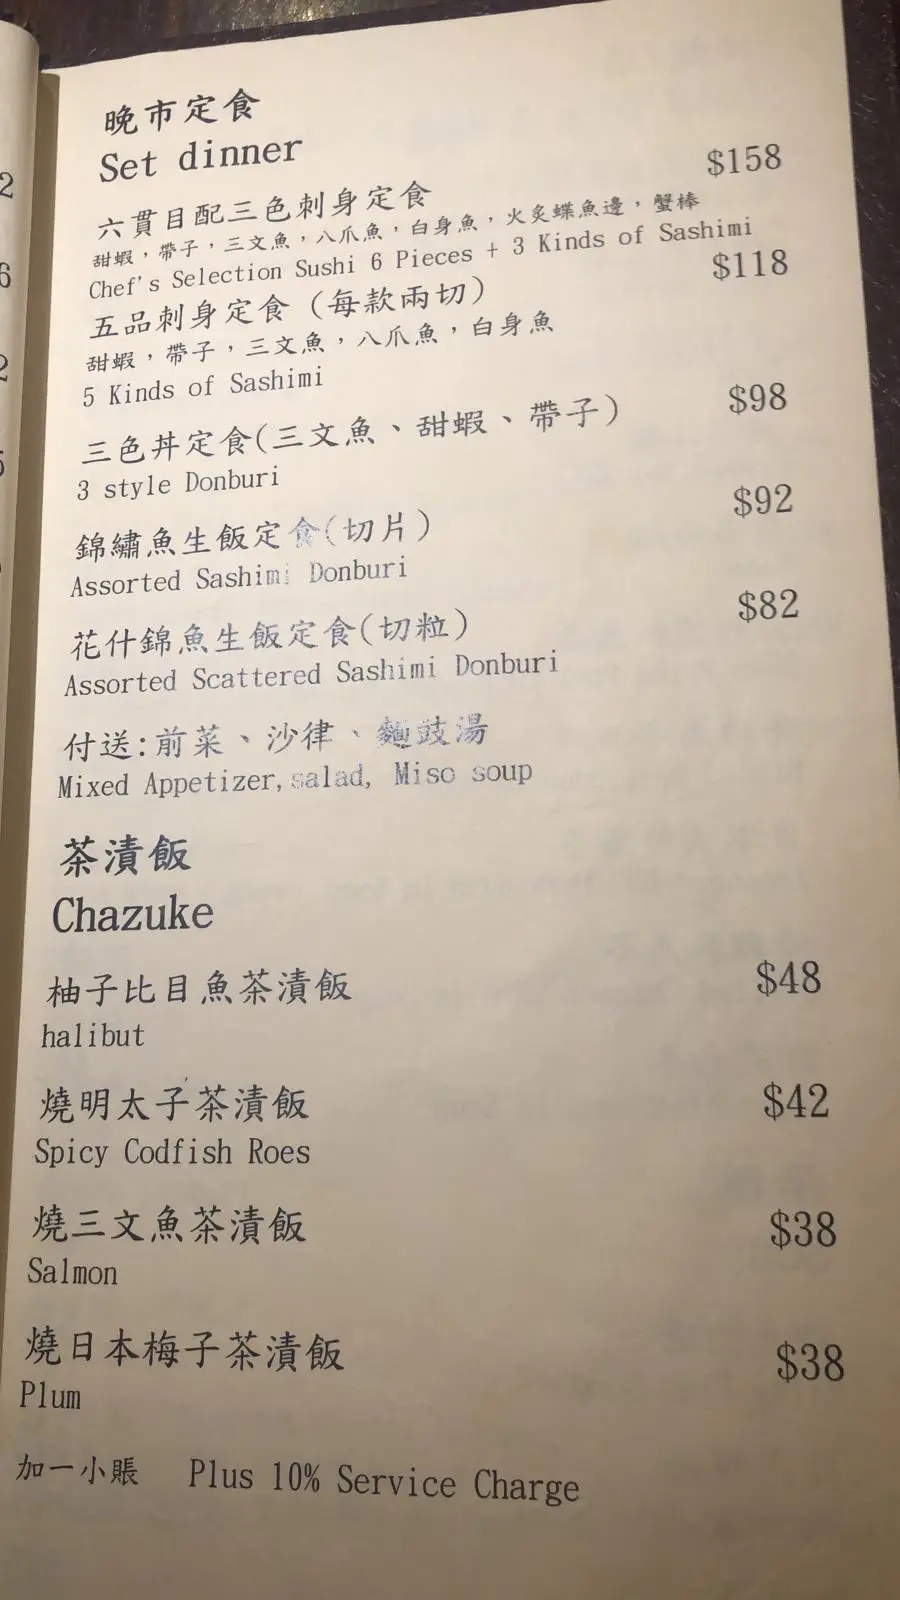 晚市定食
Set dinner
六貫目配三色刺身定食 $158
甜蝦，帶子，三文魚，八爪魚，白身魚，火炙蝶魚邊，蟹棒
Chef's Selection Sushi 6 Pieces + 3 Kinds of Sashimi
五品刺身定食 (每款兩切) $118
甜蝦，帶子，三文魚，八爪魚，白身魚
5 Kinds of Sashimi
三色丼定食(三文魚、甜蝦、帶子) $98
3 style Donburi
錦繡魚生飯定食(切片) $92
Assorted Sashimi Donburi
花什錦魚生飯定食(切粒) $82
Assorted Scattered Sashimi Donburi
付送:前菜、沙律、麵豉湯
Mixed Appetizer,salad, Miso soup
茶漬飯
Chazuke
柚子比目魚茶漬飯 $48
halibut
燒明太子茶漬飯 $42
Spicy Codfish Roes
燒三文魚茶漬飯 $38
Salmon
燒日本梅子茶漬飯 $38
Plum
加一小賬 Plus 10% Service Charge